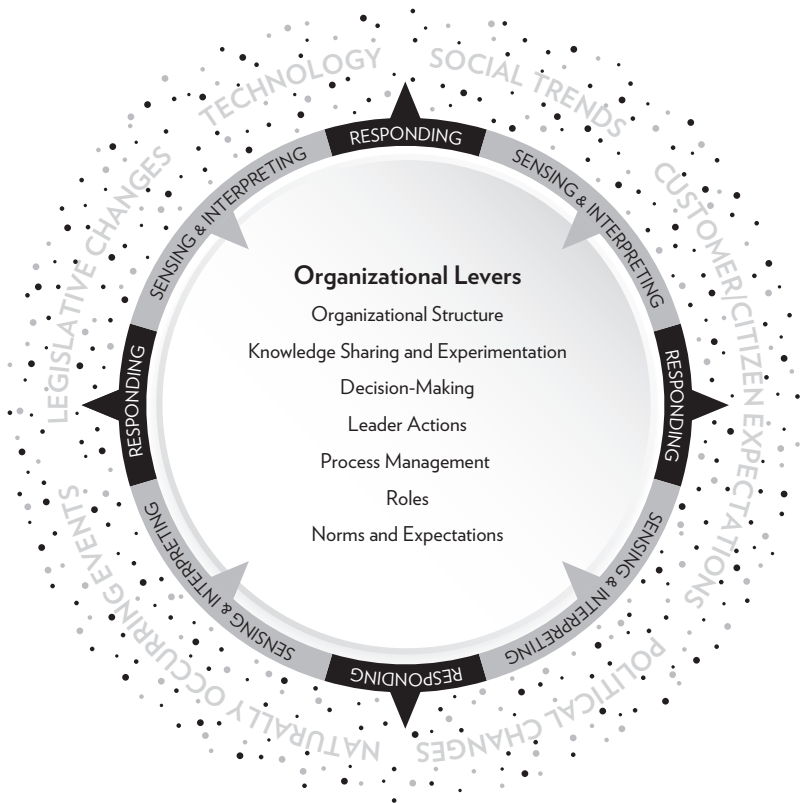 TECHNOLOGY
SOCIAL TRENDS
CUSTOMER/CITIZEN EXPECTATIONS
POLITICAL CHANGES
NATURALLY OCCURRING EVENTS
LEGISLATIVE CHANGES
RESPONDING
SENSING & INTERPRETING
RESPONDING
SENSING & INTERPRETING
RESPONDING
SENSING & INTERPRETING
RESPONDING
SENSING & INTERPRETING
Organizational Levers
Organizational Structure
Knowledge Sharing and Experimentation
Decision-Making
Leader Actions
Process Management
Roles
Norms and Expectations